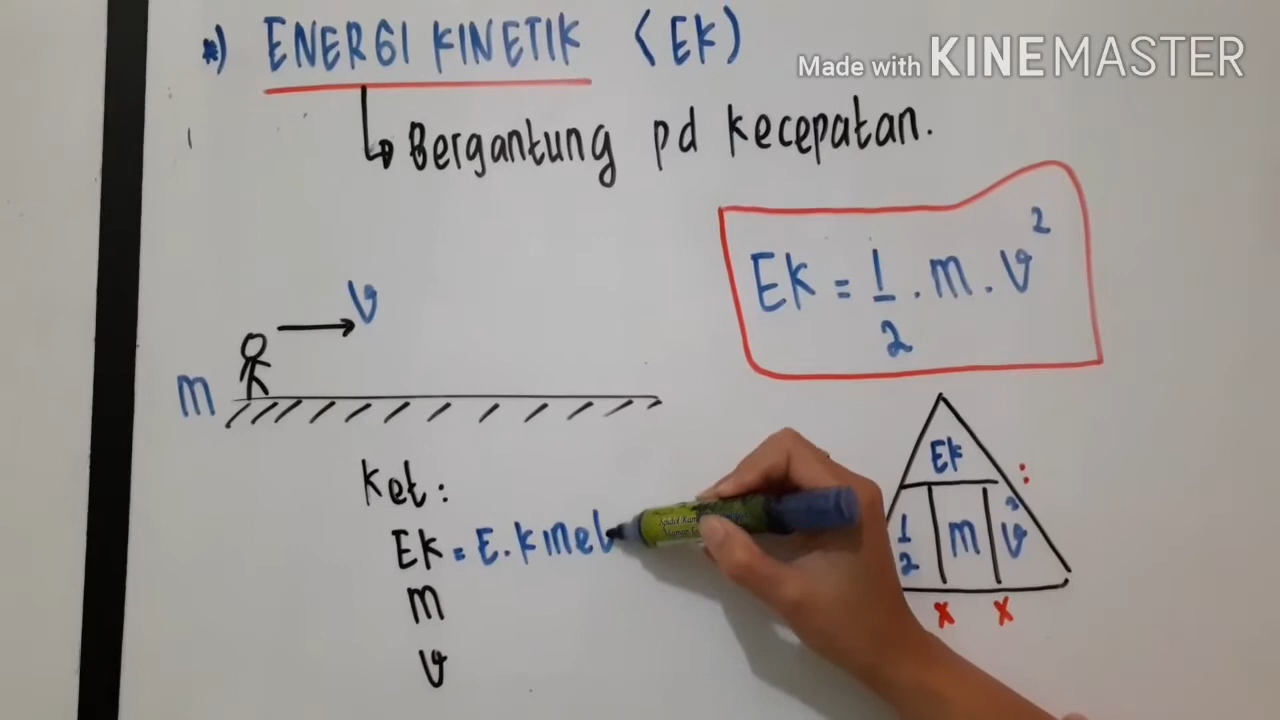 *) ENERGI KINETIK (EK)
Made with KINEMASTER
↳ Bergantung pd kecepatan.
EK = 1/2 . m . v²
v
m
Ket :
EK = E. kinet
m
v
EK :
1/2 m v²
x x